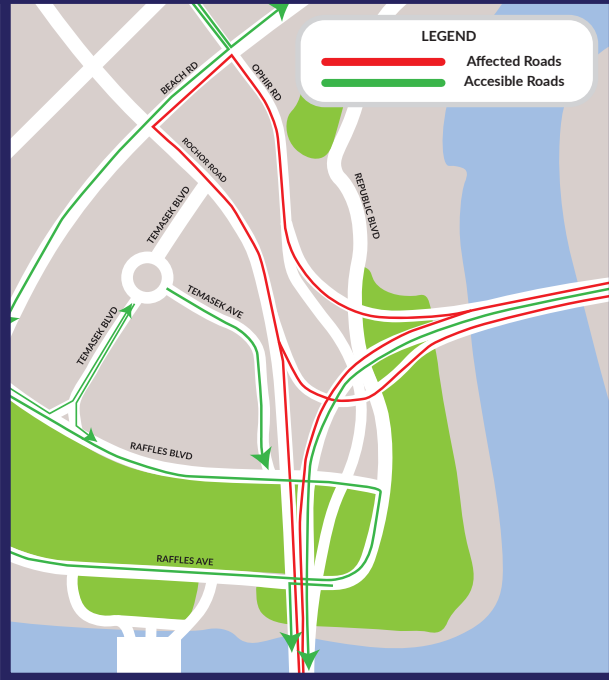 LEGEND
Affected Roads
Accesible Roads
BEACH RD
OPHIR RD
ROCHOR ROAD
TEMASEK BLVD
REPUBLIC BLVD
TEMASEK AVE
TEMASEK BLVD
RAFFLES BLVD
RAFFLES AVE